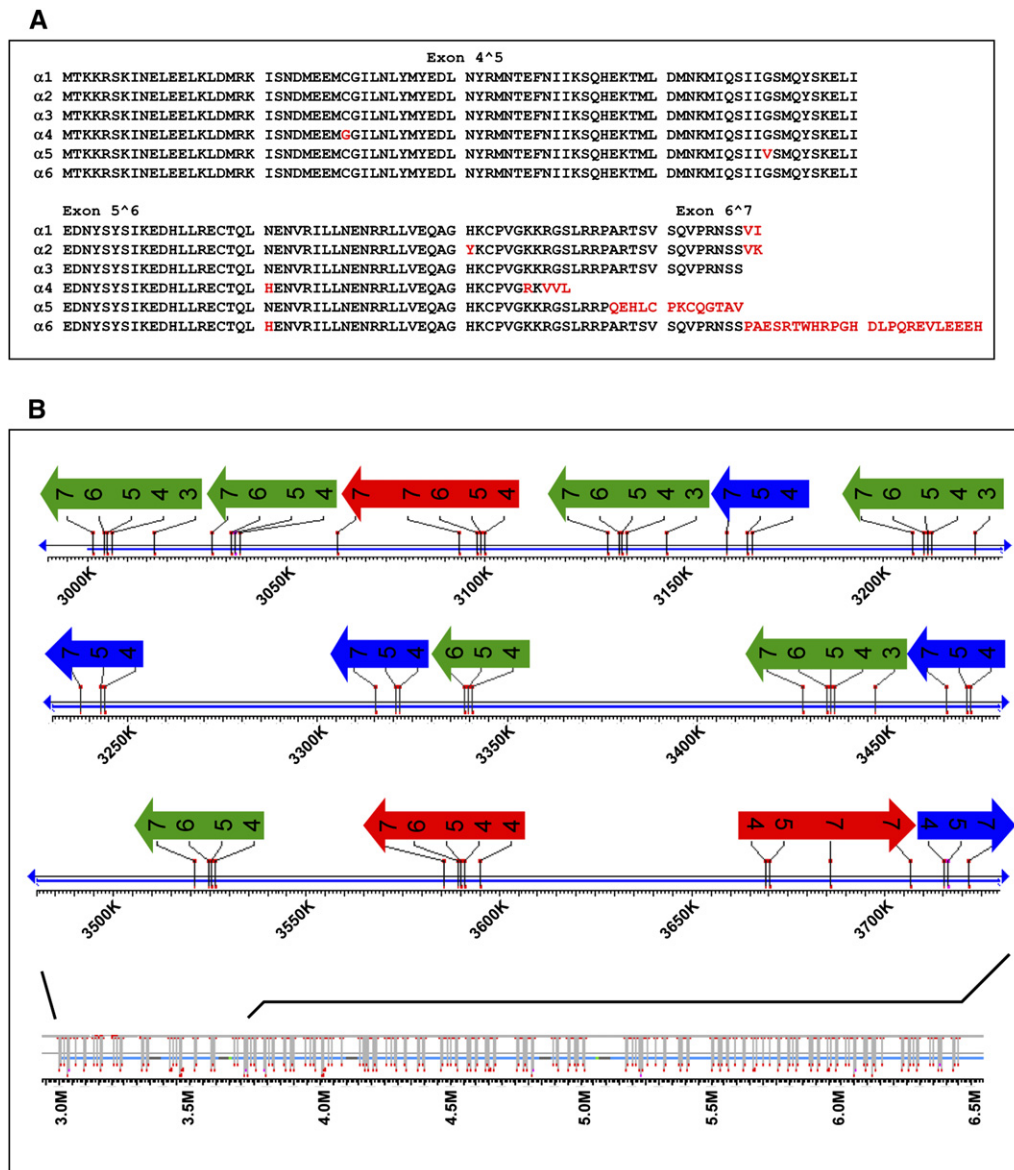 A
Exon 4^5
α1 MTKKRSKINELEELKLDMRK ISNDMEEMCGILNLYMYEDL NYRMNTEFNIIKSQHEKTML DMNKMIQSIIGSMQYSKELI
α2 MTKKRSKINELEELKLDMRK ISNDMEEMCGILNLYMYEDL NYRMNTEFNIIKSQHEKTML DMNKMIQSIIGSMQYSKELI
α3 MTKKRSKINELEELKLDMRK ISNDMEEMCGILNLYMYEDL NYRMNTEFNIIKSQHEKTML DMNKMIQSIIGSMQYSKELI
α4 MTKKRSKINELEELKLDMRK ISNDMEEMGGILNLYMYEDL NYRMNTEFNIIKSQHEKTML DMNKMIQSIIGSMQYSKELI
α5 MTKKRSKINELEELKLDMRK ISNDMEEMCGILNLYMYEDL NYRMNTEFNIIKSQHEKTML DMNKMIQSIIVSMQYSKELI
α6 MTKKRSKINELEELKLDMRK ISNDMEEMCGILNLYMYEDL NYRMNTEFNIIKSQHEKTML DMNKMIQSIIGSMQYSKELI
Exon 5^6 Exon 6^7
α1 EDNYSYSIKEDHLLRECTQL NENVRILLNENRRLLVEQAG HKCPVGKKRGSLRRPARTSV SQVPRNSSVI
α2 EDNYSYSIKEDHLLRECTQL NENVRILLNENRRLLVEQAG YKCPVGKKRGSLRRPARTSV SQVPRNSSVK
α3 EDNYSYSIKEDHLLRECTQL NENVRILLNENRRLLVEQAG HKCPVGKKRGSLRRPARTSV SQVPRNSS
α4 EDNYSYSIKEDHLLRECTQL HENVRILLNENRRLLVEQAG HKCPVGRKVVL
α5 EDNYSYSIKEDHLLRECTQL NENVRILLNENRRLLVEQAG HKCPVGKKRGSLRRPQEHLC PKCQGTAV
α6 EDNYSYSIKEDHLLRECTQL HENVRILLNENRRLLVEQAG HKCPVGKKRGSLRRPARTSV SQVPRNSSPAESRTWHRPGH DLPQREVLEEEH
B
7 6 5 4 3 7 6 5 4 7 7 6 5 4 7 6 5 4 3 7 5 4 7 6 5 4 3
3000K 3050K 3100K 3150K 3200K
7 5 4 7 5 4 6 5 4 7 6 5 4 3 7 5 4
3250K 3300K 3350K 3400K 3450K
7 6 5 4 7 6 5 4 4 5 7 7 4 5 7
3500K 3550K 3600K 3650K 3700K
3.0M 3.5M 4.0M 4.5M 5.0M 5.5M 6.0M 6.5M